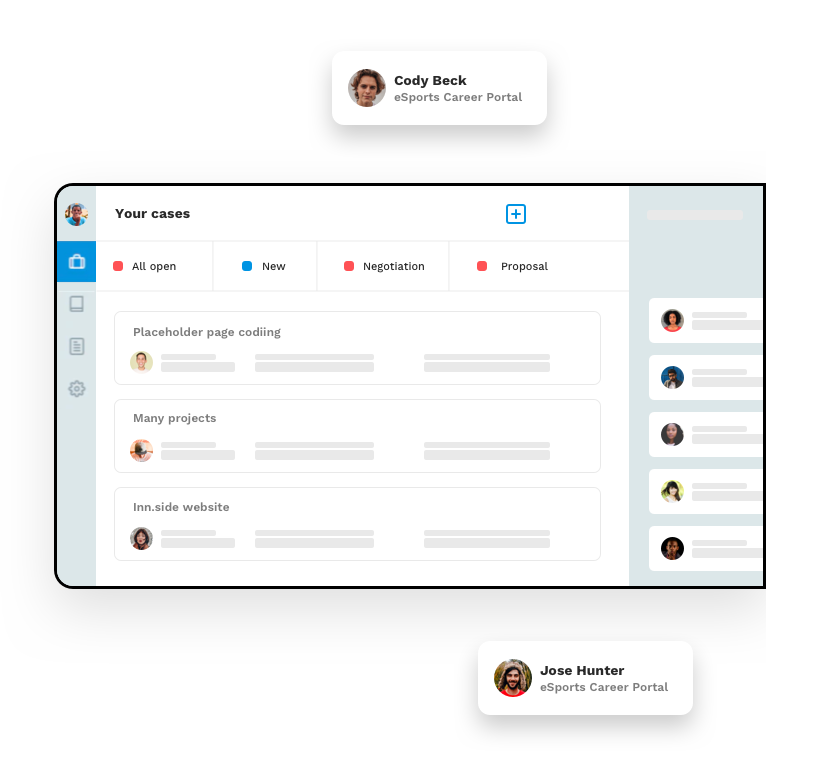 Cody Beck
eSports Career Portal
Your cases
All open
New
Negotiation
Proposal
Placeholder page codiing
Many projects
Inn.side website
Jose Hunter
eSports Career Portal